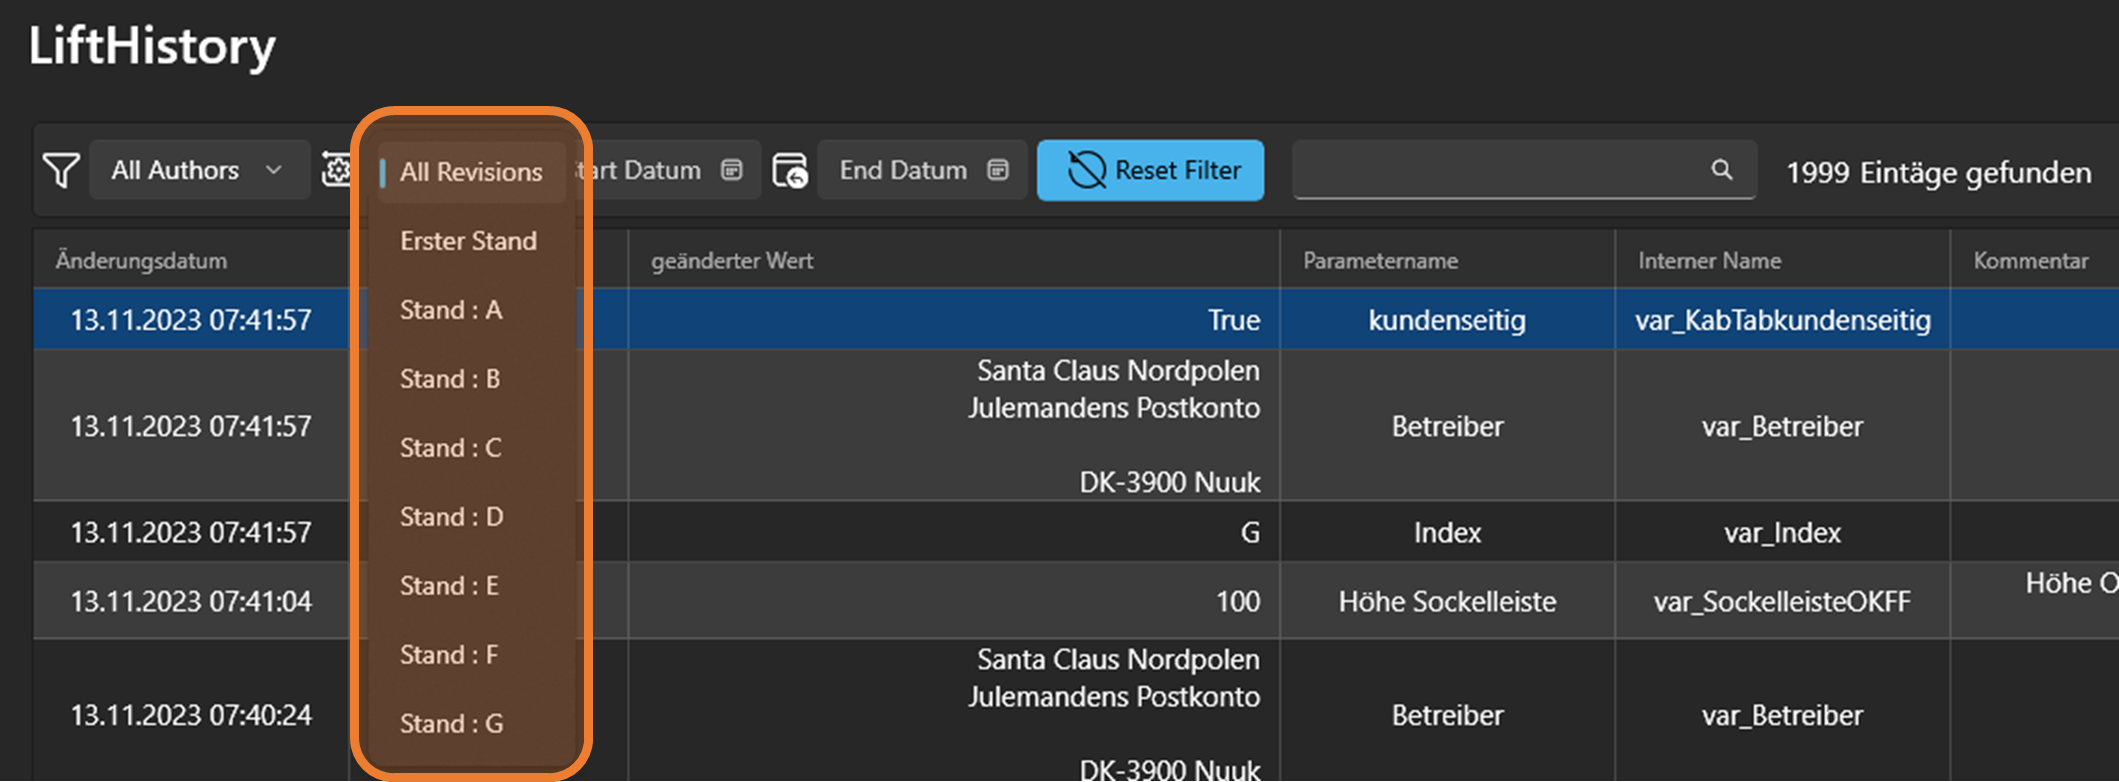 LiftHistory
All Authors
All Revisions
tart Datum
End Datum
Reset Filter
1999 Eintäge gefunden
Erster Stand
Stand : A
Stand : B
Stand : C
Stand : D
Stand : E
Stand : F
Stand : G
Änderungsdatum geänderter Wert Parametername Interner Name Kommentar
13.11.2023 07:41:57 True kundenseitig var_KabTabkundenseitig
Santa Claus Nordpolen
Julemandens Postkonto
13.11.2023 07:41:57 Betreiber var_Betreiber
DK-3900 Nuuk
13.11.2023 07:41:57 G Index var_Index
Höhe O
13.11.2023 07:41:04 100 Höhe Sockelleiste var_SockelleisteOKFF
Santa Claus Nordpolen
Julemandens Postkonto
13.11.2023 07:40:24 Betreiber var_Betreiber
DK-3900 Nuuk